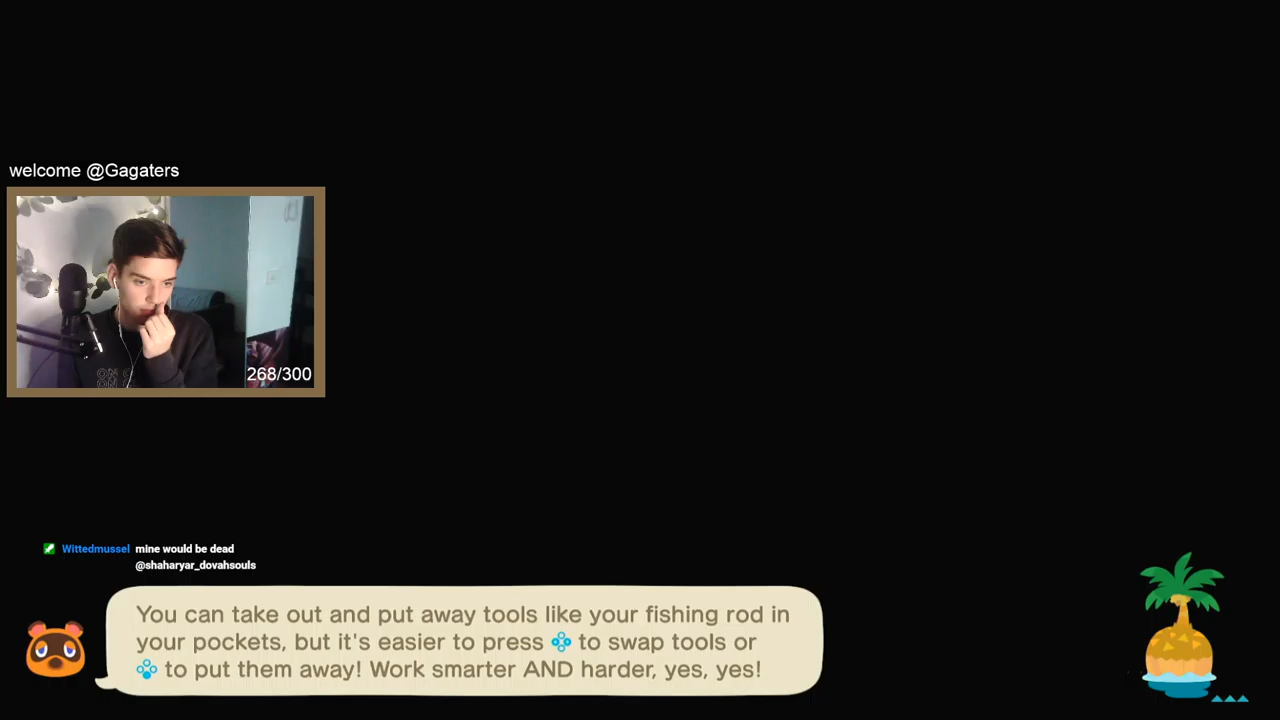 welcome @Gagaters
268/300
Wittedmussel mine would be dead
@shaharyar_dovahsouls
You can take out and put away tools like your fishing rod in
your pockets, but it's easier to press to swap tools or
to put them away! Work smarter AND harder, yes, yes!